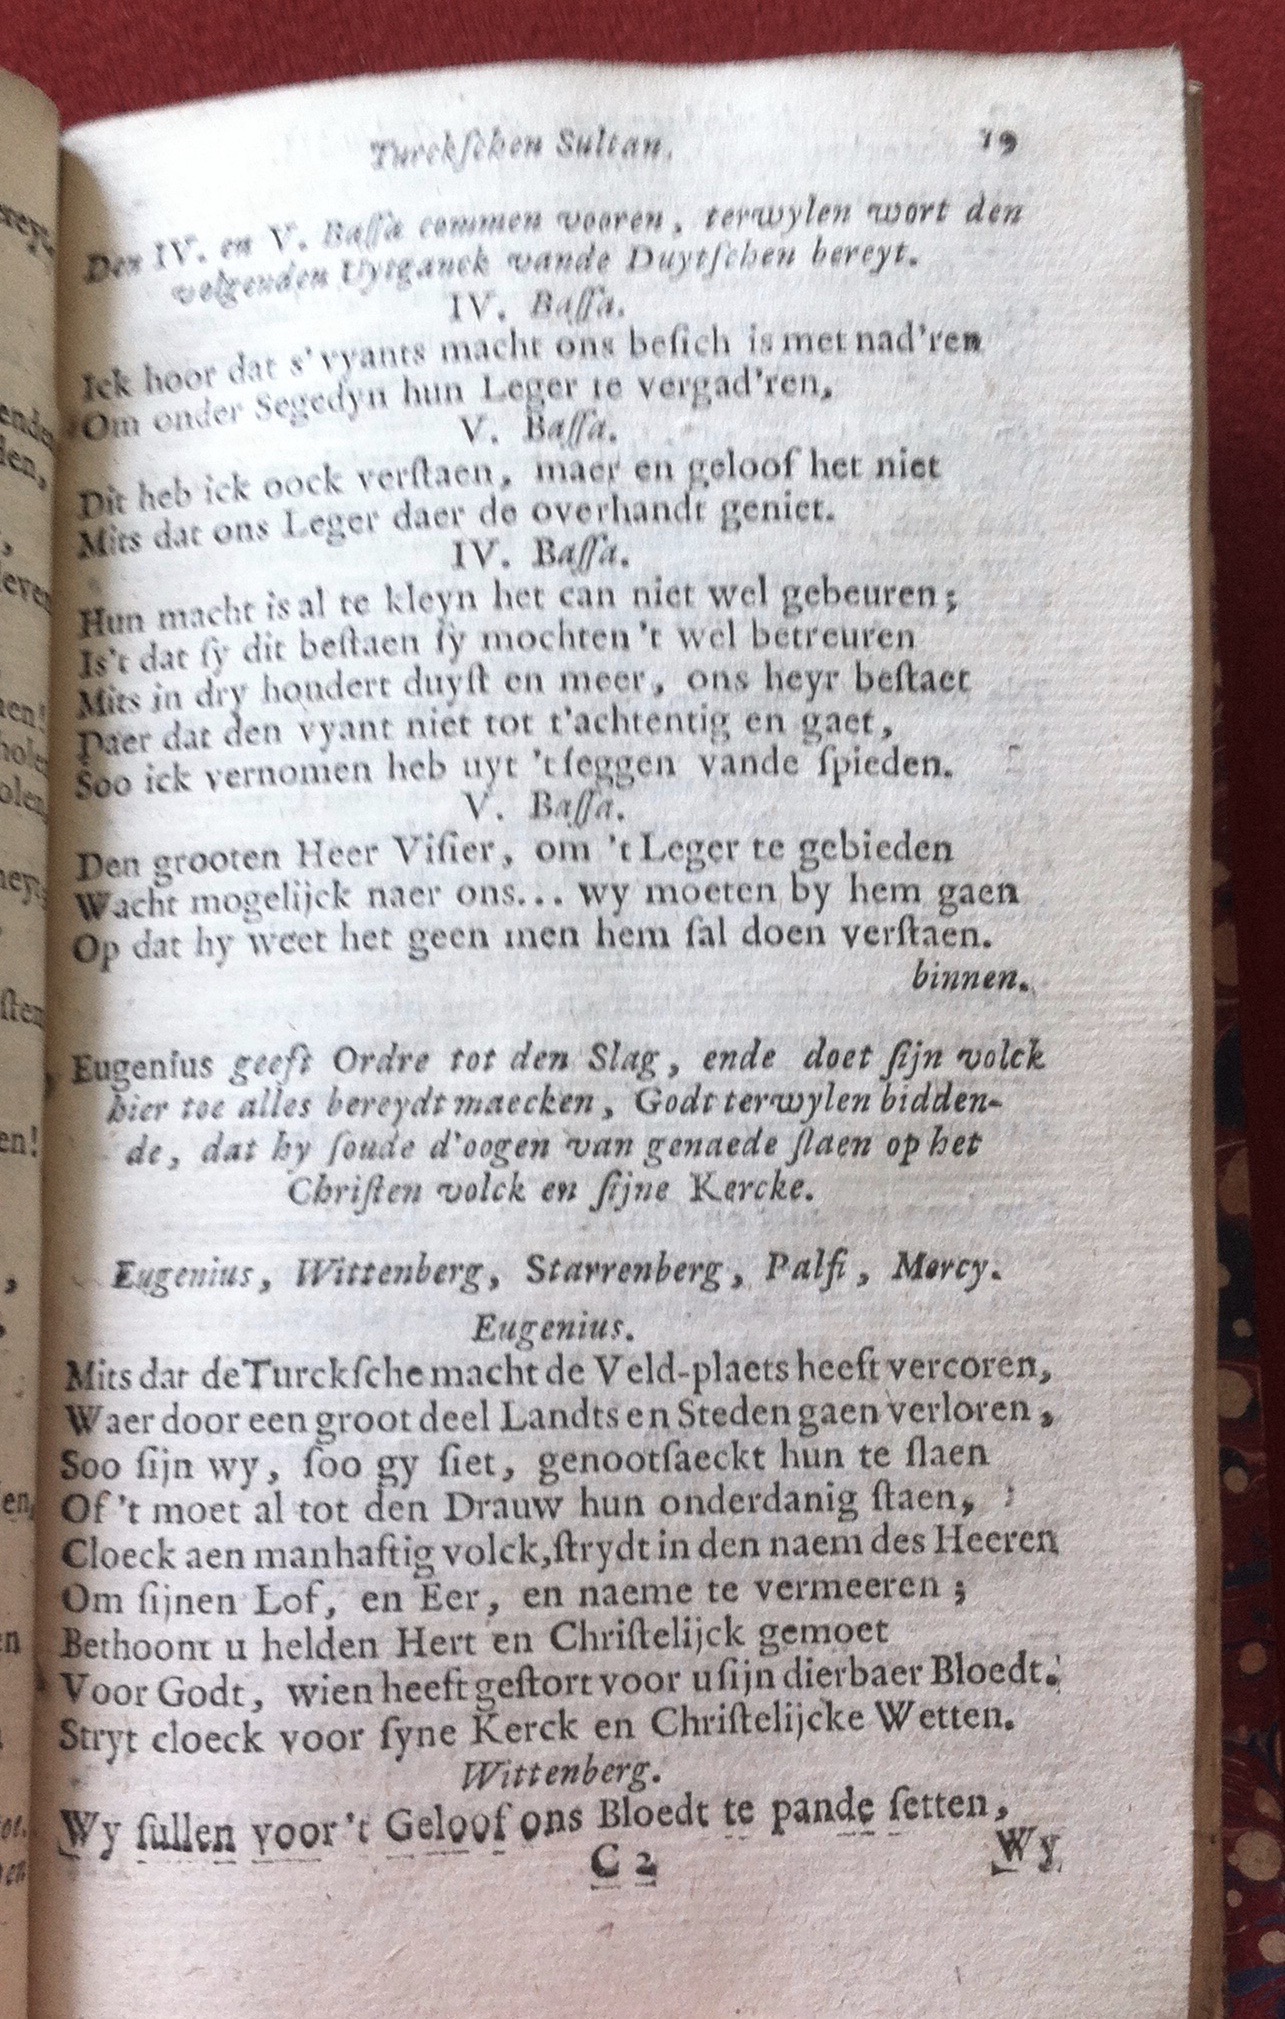 Turckſchen Sultan. 19
Den IV. en V. Baſſa commen vooren, terwylen wort den
volgenden Uytganck vande Duytſchen bereyt.
IV. Baſſa.
Ick hoor dat s'vyants macht ons beſich is met nad'ren
Om onder Segedyn hun Leger te vergad'ren,
V. Baſſa.
Dit heb ick oock verſtaen, maer en geloof het niet
Mits dat ons Leger daer de overhandt geniet.
IV. Baſſa.
Hun macht is al te kleyn het can niet wel gebeuren;
Is't dat ſy dit beſtaen ſy mochten 't wel betreuren
Mits in dry hondert duyſt en meer, ons heyr beſtaet
Daer dat den vyant niet tot t'achtentig en gaet,
Soo ick vernomen heb uyt 't ſeggen vande ſpieden.
V. Baſſa.
Den grooten Heer Viſier, om 't Leger te gebieden
Wacht mogelijck naer ons... wy moeten by hem gaen
Op dat hy weet het geen men hem ſal doen verſtaen.
binnen.
Eugenius geeft Ordre tot den Slag, ende doet ſijn volck
hier toe alles bereydt maecken, Godt terwylen bidden-
de, dat hy ſoude d'oogen van genaede ſlaen op het
Chriſten volck en ſijne Kercke.
Eugenius, Wittenberg, Starrenberg, Palfi, Mercy.
Eugenius.
Mits dat de Turckſche macht de Veld-plaets heeft vercoren,
Waer door een groot deel Landts en Steden gaen verloren,
Soo ſijn wy, ſoo gy ſiet, genootſaeckt hun te ſlaen
Of 't moet al tot den Drauw hun onderdanig ſtaen,
Cloeck aen manhaftig volck, ſtrydt in den naem des Heeren
Om ſijnen Lof, en Eer, en naeme te vermeeren;
Bethoont u helden Hert en Chriſtelijck gemoet
Voor Godt, wien heeft geſtort voor u ſijn dierbaer Bloedt.
Stryt cloeck voor ſyne Kerck en Chriſtelijcke Wetten.
Wittenberg.
Wy ſullen voor 't Geloof ons Bloedt te pande ſetten,
C 2 Wy